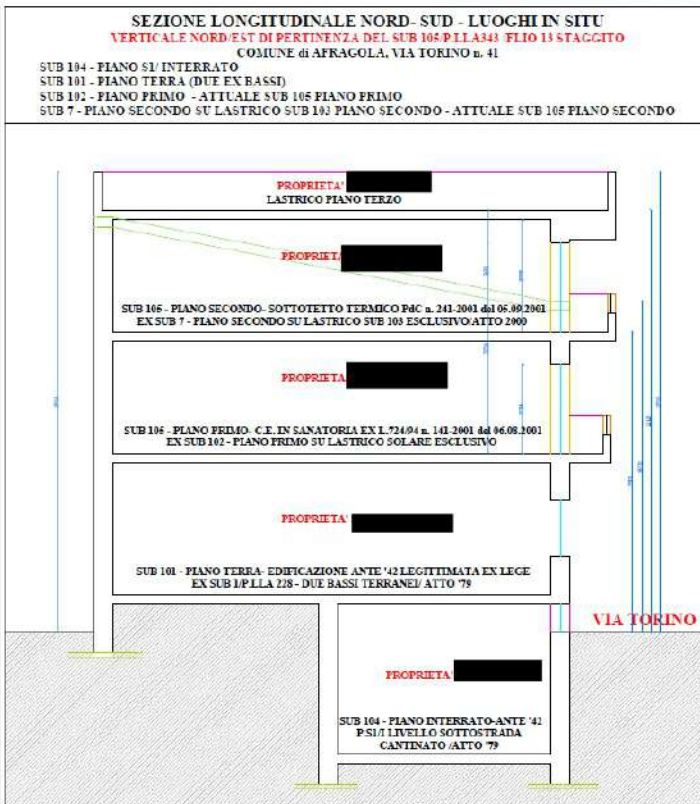 SEZIONE LONGITUDINALE NORD- SUD - LUOGHI IN SITU
VERTICALE NORD/EST DI PERTINENZA DEL SUB 105/P.LLA343 /FLIO 13 STAGGITO
COMUNE di AFRAGOLA, VIA TORINO n. 41
SUB 104 - PIANO S1/ INTERRATO
SUB 101 - PIANO TERRA (DUE EX BASSI)
SUB 102 - PIANO PRIMO - ATTUALE SUB 105 PIANO PRIMO
SUB 7 - PIANO SECONDO SU LASTRICO SUB 103 PIANO SECONDO - ATTUALE SUB 105 PIANO SECONDO
PROPRIETA'
LASTRICO PIANO TERZO
PROPRIETA'
SUB 105 - PIANO SECONDO- SOTTOTETTO TERMICO PdC n. 241-2001 del 05.09.2001
EX SUB 7 - PIANO SECONDO SU LASTRICO SUB 103 ESCLUSIVO/ATTO 2000
PROPRIETA'
SUB 105 - PIANO PRIMO- C.E. IN SANATORIA EX L.724/94 n. 141-2001 del 06.08.2001
EX SUB 102 - PIANO PRIMO SU LASTRICO SOLARE ESCLUSIVO
PROPRIETA'
SUB 101 - PIANO TERRA- EDIFICAZIONE ANTE '42 LEGITTIMATA EX LEGE
EX SUB 1/P.LLA 228 - DUE BASSI TERRANEI/ ATTO '79
VIA TORINO
PROPRIETA'
SUB 104 - PIANO INTERRATO-ANTE '42
P.S1/I LIVELLO SOTTOSTRADA
CANTINATO /ATTO '79